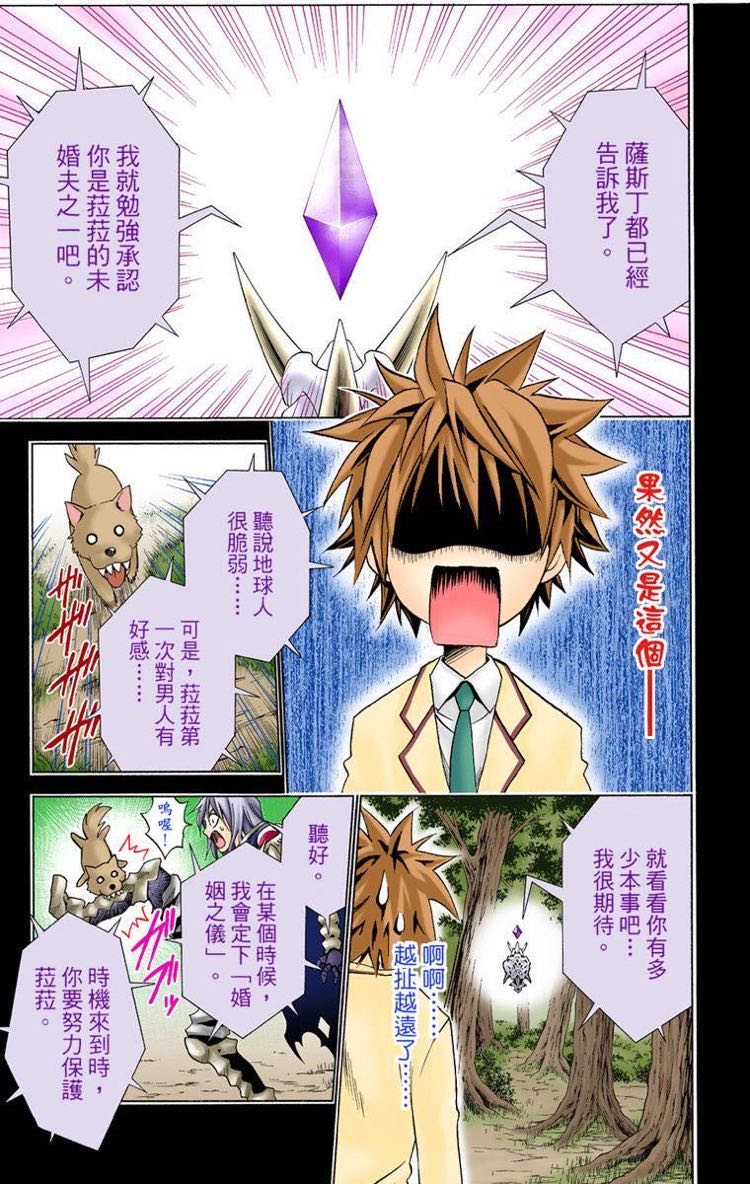 薩斯丁都已經
告訴我了。
我就勉強承認
你是菈菈的未
婚夫之一吧。
果然又是這個——
聽說地球人
很脆弱……
可是，菈菈第
一次對男人有
好感……
就看看你有多
少本事吧…
我很期待。
啊啊……
越扯越遠了……
聽好。
在某個時候，
我會定下「婚
姻之儀」。
嗚喔！
時機來到時，
你要努力保護
菈菈。